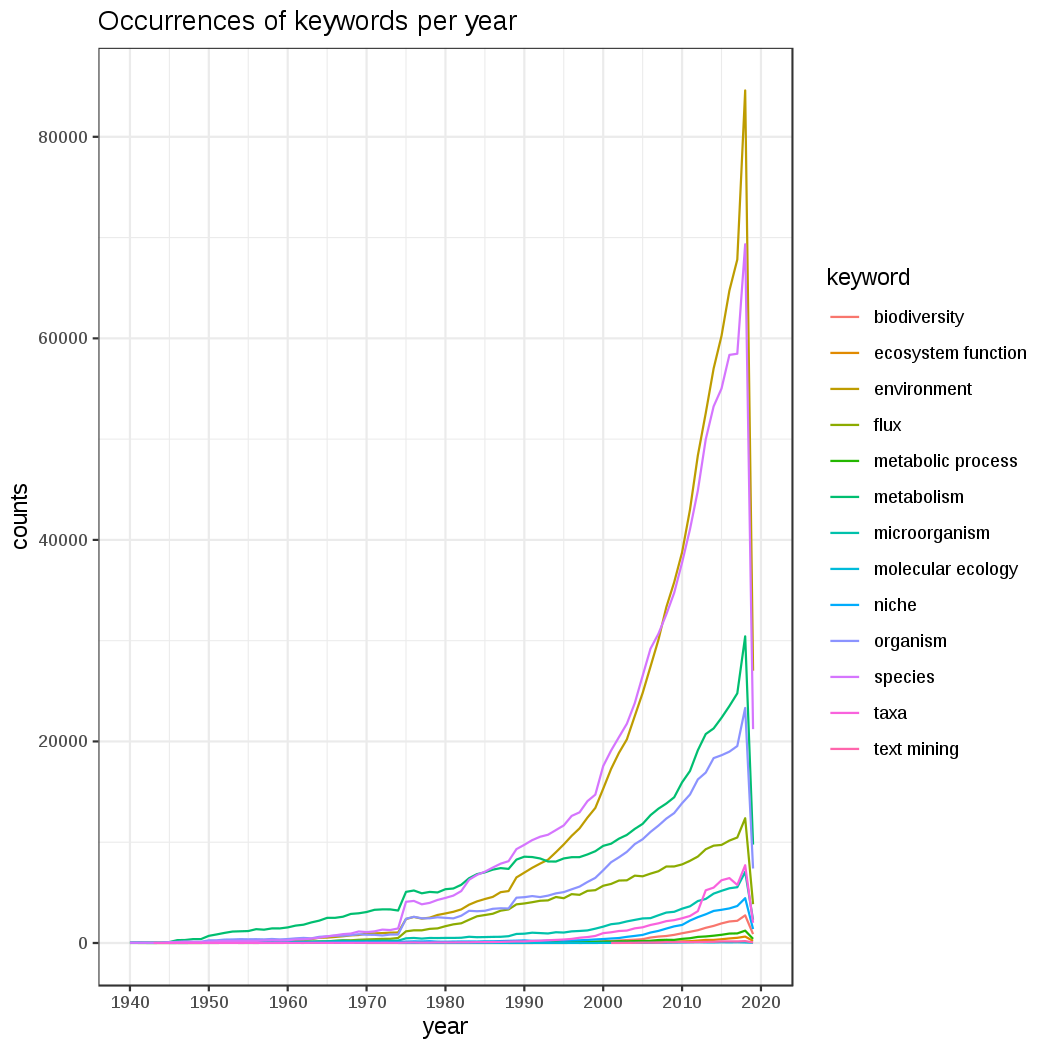 Occurrences of keywords per year
80000
60000
40000
20000
0
counts
1940 1950 1960 1970 1980 1990 2000 2010 2020
year
keyword
biodiversity
ecosystem function
environment
flux
metabolic process
metabolism
microorganism
molecular ecology
niche
organism
species
taxa
text mining